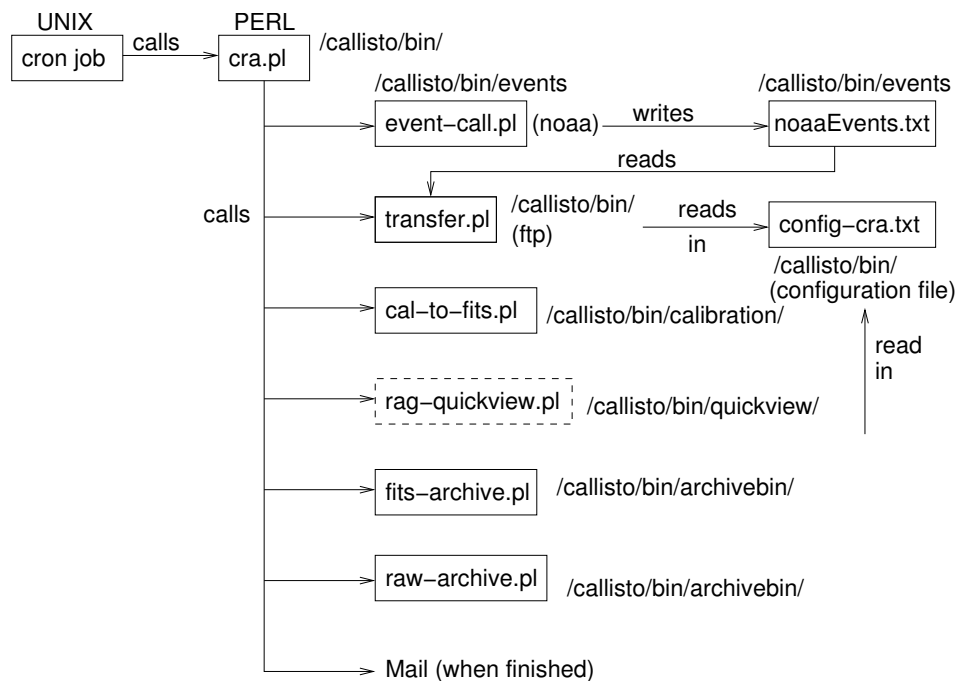 UNIX
PERL
cron job
calls
cra.pl
/callisto/bin/
/callisto/bin/events
/callisto/bin/events
event−call.pl
(noaa)
writes
noaaEvents.txt
reads
calls
transfer.pl
/callisto/bin/
(ftp)
reads
in
config−cra.txt
/callisto/bin/
(configuration file)
cal−to−fits.pl
/callisto/bin/calibration/
read
in
rag−quickview.pl
/callisto/bin/quickview/
fits−archive.pl
/callisto/bin/archivebin/
raw−archive.pl
/callisto/bin/archivebin/
Mail (when finished)